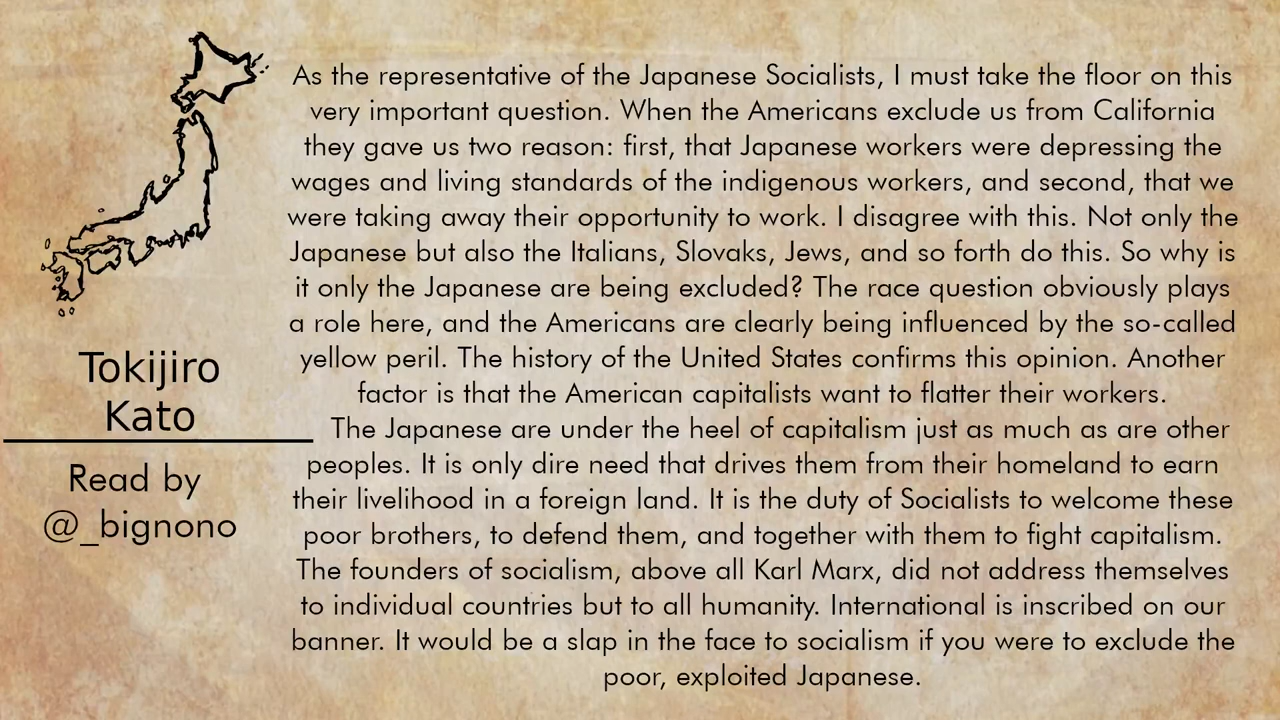 As the representative of the Japanese Socialists, I must take the floor on this
very important question. When the Americans exclude us from California
they gave us two reason: first, that Japanese workers were depressing the
wages and living standards of the indigenous workers, and second, that we
were taking away their opportunity to work. I disagree with this. Not only the
Japanese but also the Italians, Slovaks, Jews, and so forth do this. So why is
it only the Japanese are being excluded? The race question obviously plays
a role here, and the Americans are clearly being influenced by the so-called
yellow peril. The history of the United States confirms this opinion. Another
factor is that the American capitalists want to flatter their workers.
The Japanese are under the heel of capitalism just as much as are other
peoples. It is only dire need that drives them from their homeland to earn
their livelihood in a foreign land. It is the duty of Socialists to welcome these
poor brothers, to defend them, and together with them to fight capitalism.
The founders of socialism, above all Karl Marx, did not address themselves
to individual countries but to all humanity. International is inscribed on our
banner. It would be a slap in the face to socialism if you were to exclude the
poor, exploited Japanese.
Tokijiro
Kato
Read by
@_bignono